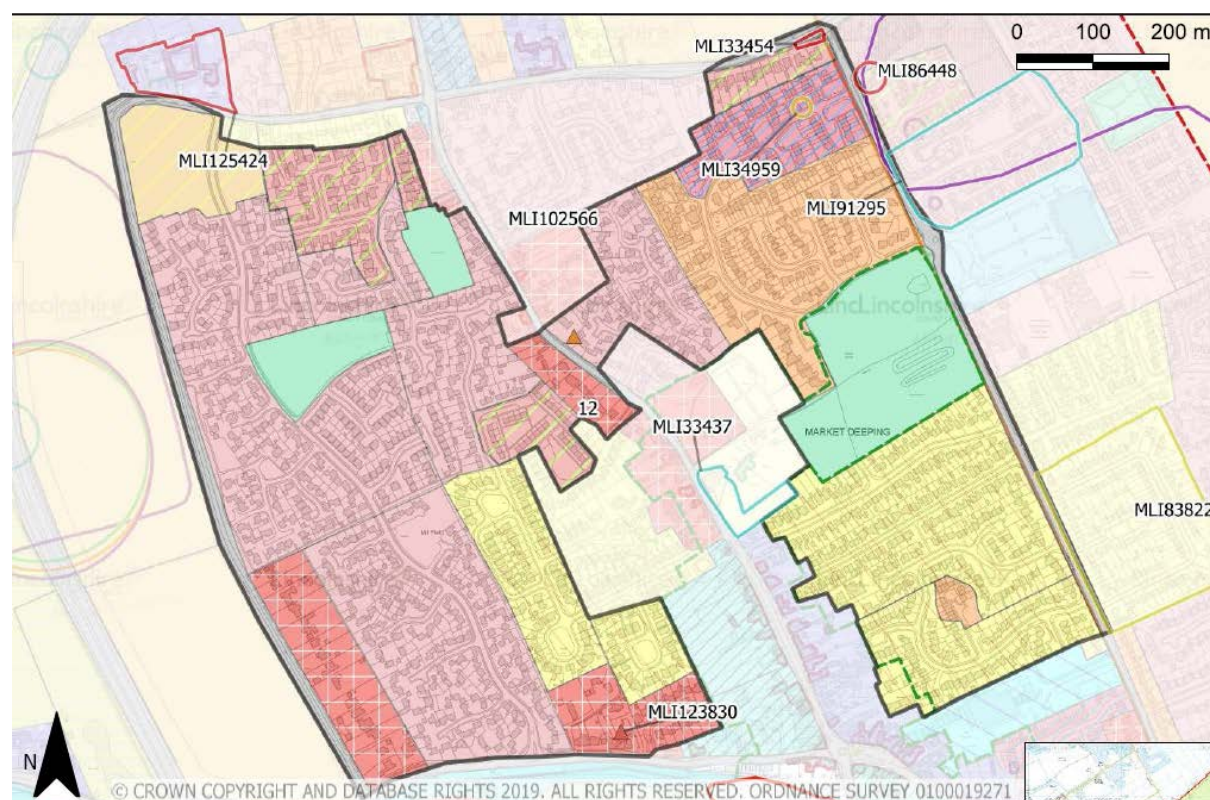 0 100 200 m
MLI33454
MLI86448
MLI125424
MLI34959
MLI91295
MLI102566
12
MLI33437
MARKET DEEPING
MLI83822
MLI123830
N
© CROWN COPYRIGHT AND DATABASE RIGHTS 2019. ALL RIGHTS RESERVED. ORDNANCE SURVEY 0100019271